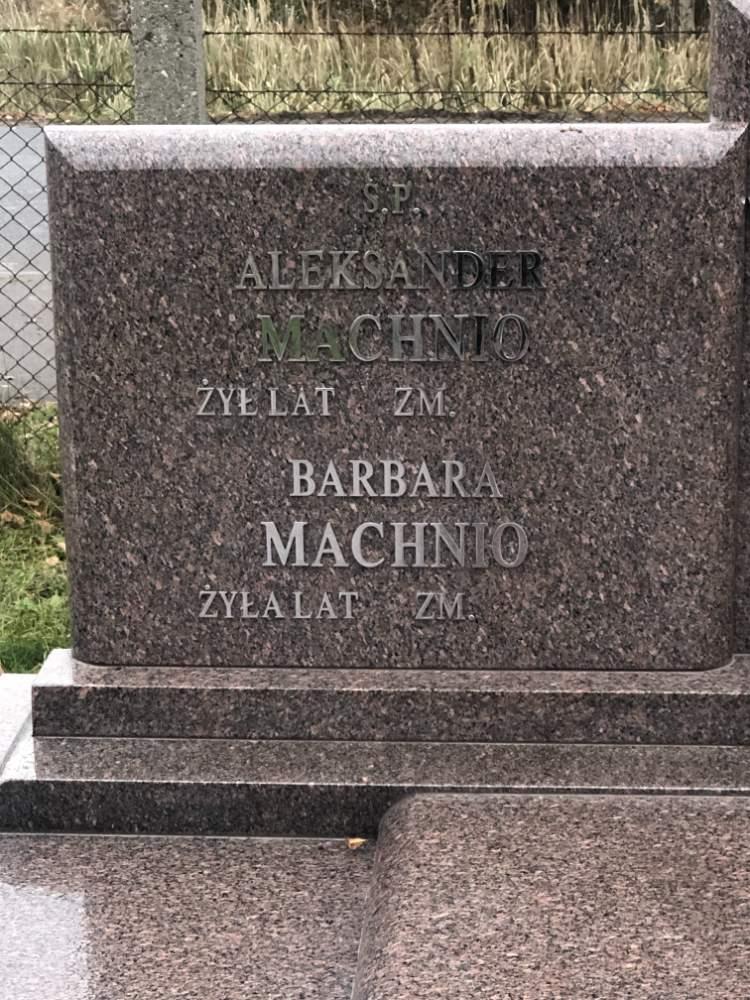 Ś.P.
ALEKSANDER
MACHNIO
ŻYŁ LAT ZM.
BARBARA
MACHNIO
ŻYŁA LAT ZM.